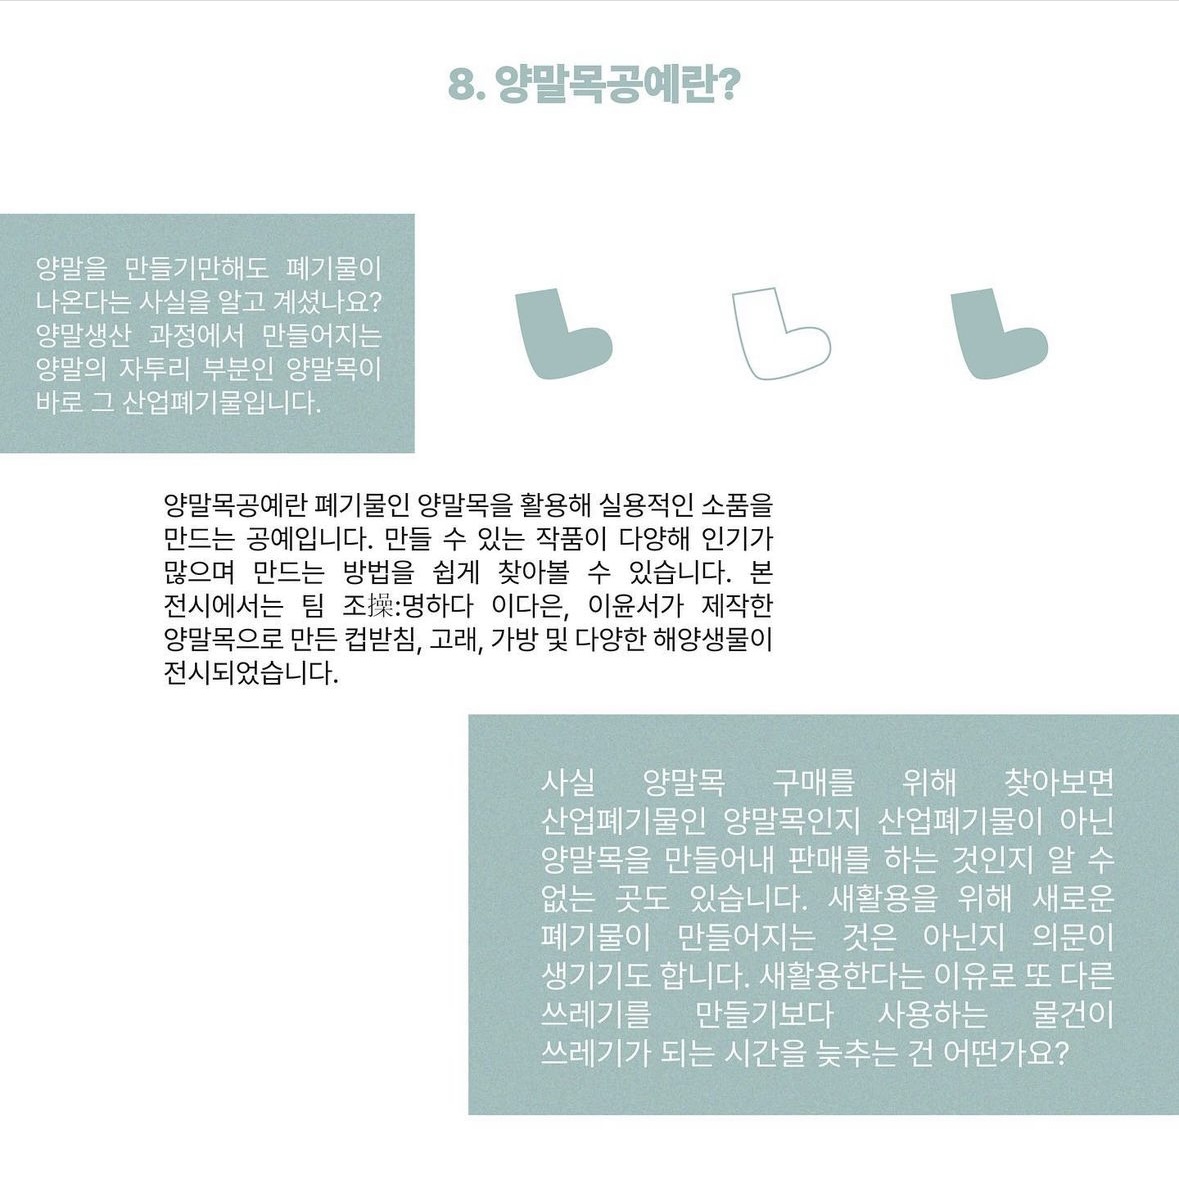 8. 양말목공예란?
양말을 만들기만해도 폐기물이
나온다는 사실을 알고 계셨나요?
양말생산 과정에서 만들어지는
양말의 자투리 부분인 양말목이
바로 그 산업폐기물입니다.
양말목공예란 폐기물인 양말목을 활용해 실용적인 소품을
만드는 공예입니다. 만들 수 있는 작품이 다양해 인기가
많으며 만드는 방법을 쉽게 찾아볼 수 있습니다. 본
전시에서는 팀 조操:명하다 이다은, 이윤서가 제작한
양말목으로 만든 컵받침, 고래, 가방 및 다양한 해양생물이
전시되었습니다.
사실 양말목 구매를 위해 찾아보면
산업폐기물인 양말목인지 산업폐기물이 아닌
양말목을 만들어내 판매를 하는 것인지 알 수
없는 곳도 있습니다. 새활용을 위해 새로운
폐기물이 만들어지는 것은 아닌지 의문이
생기기도 합니다. 새활용한다는 이유로 또 다른
쓰레기를 만들기보다 사용하는 물건이
쓰레기가 되는 시간을 늦추는 건 어떤가요?